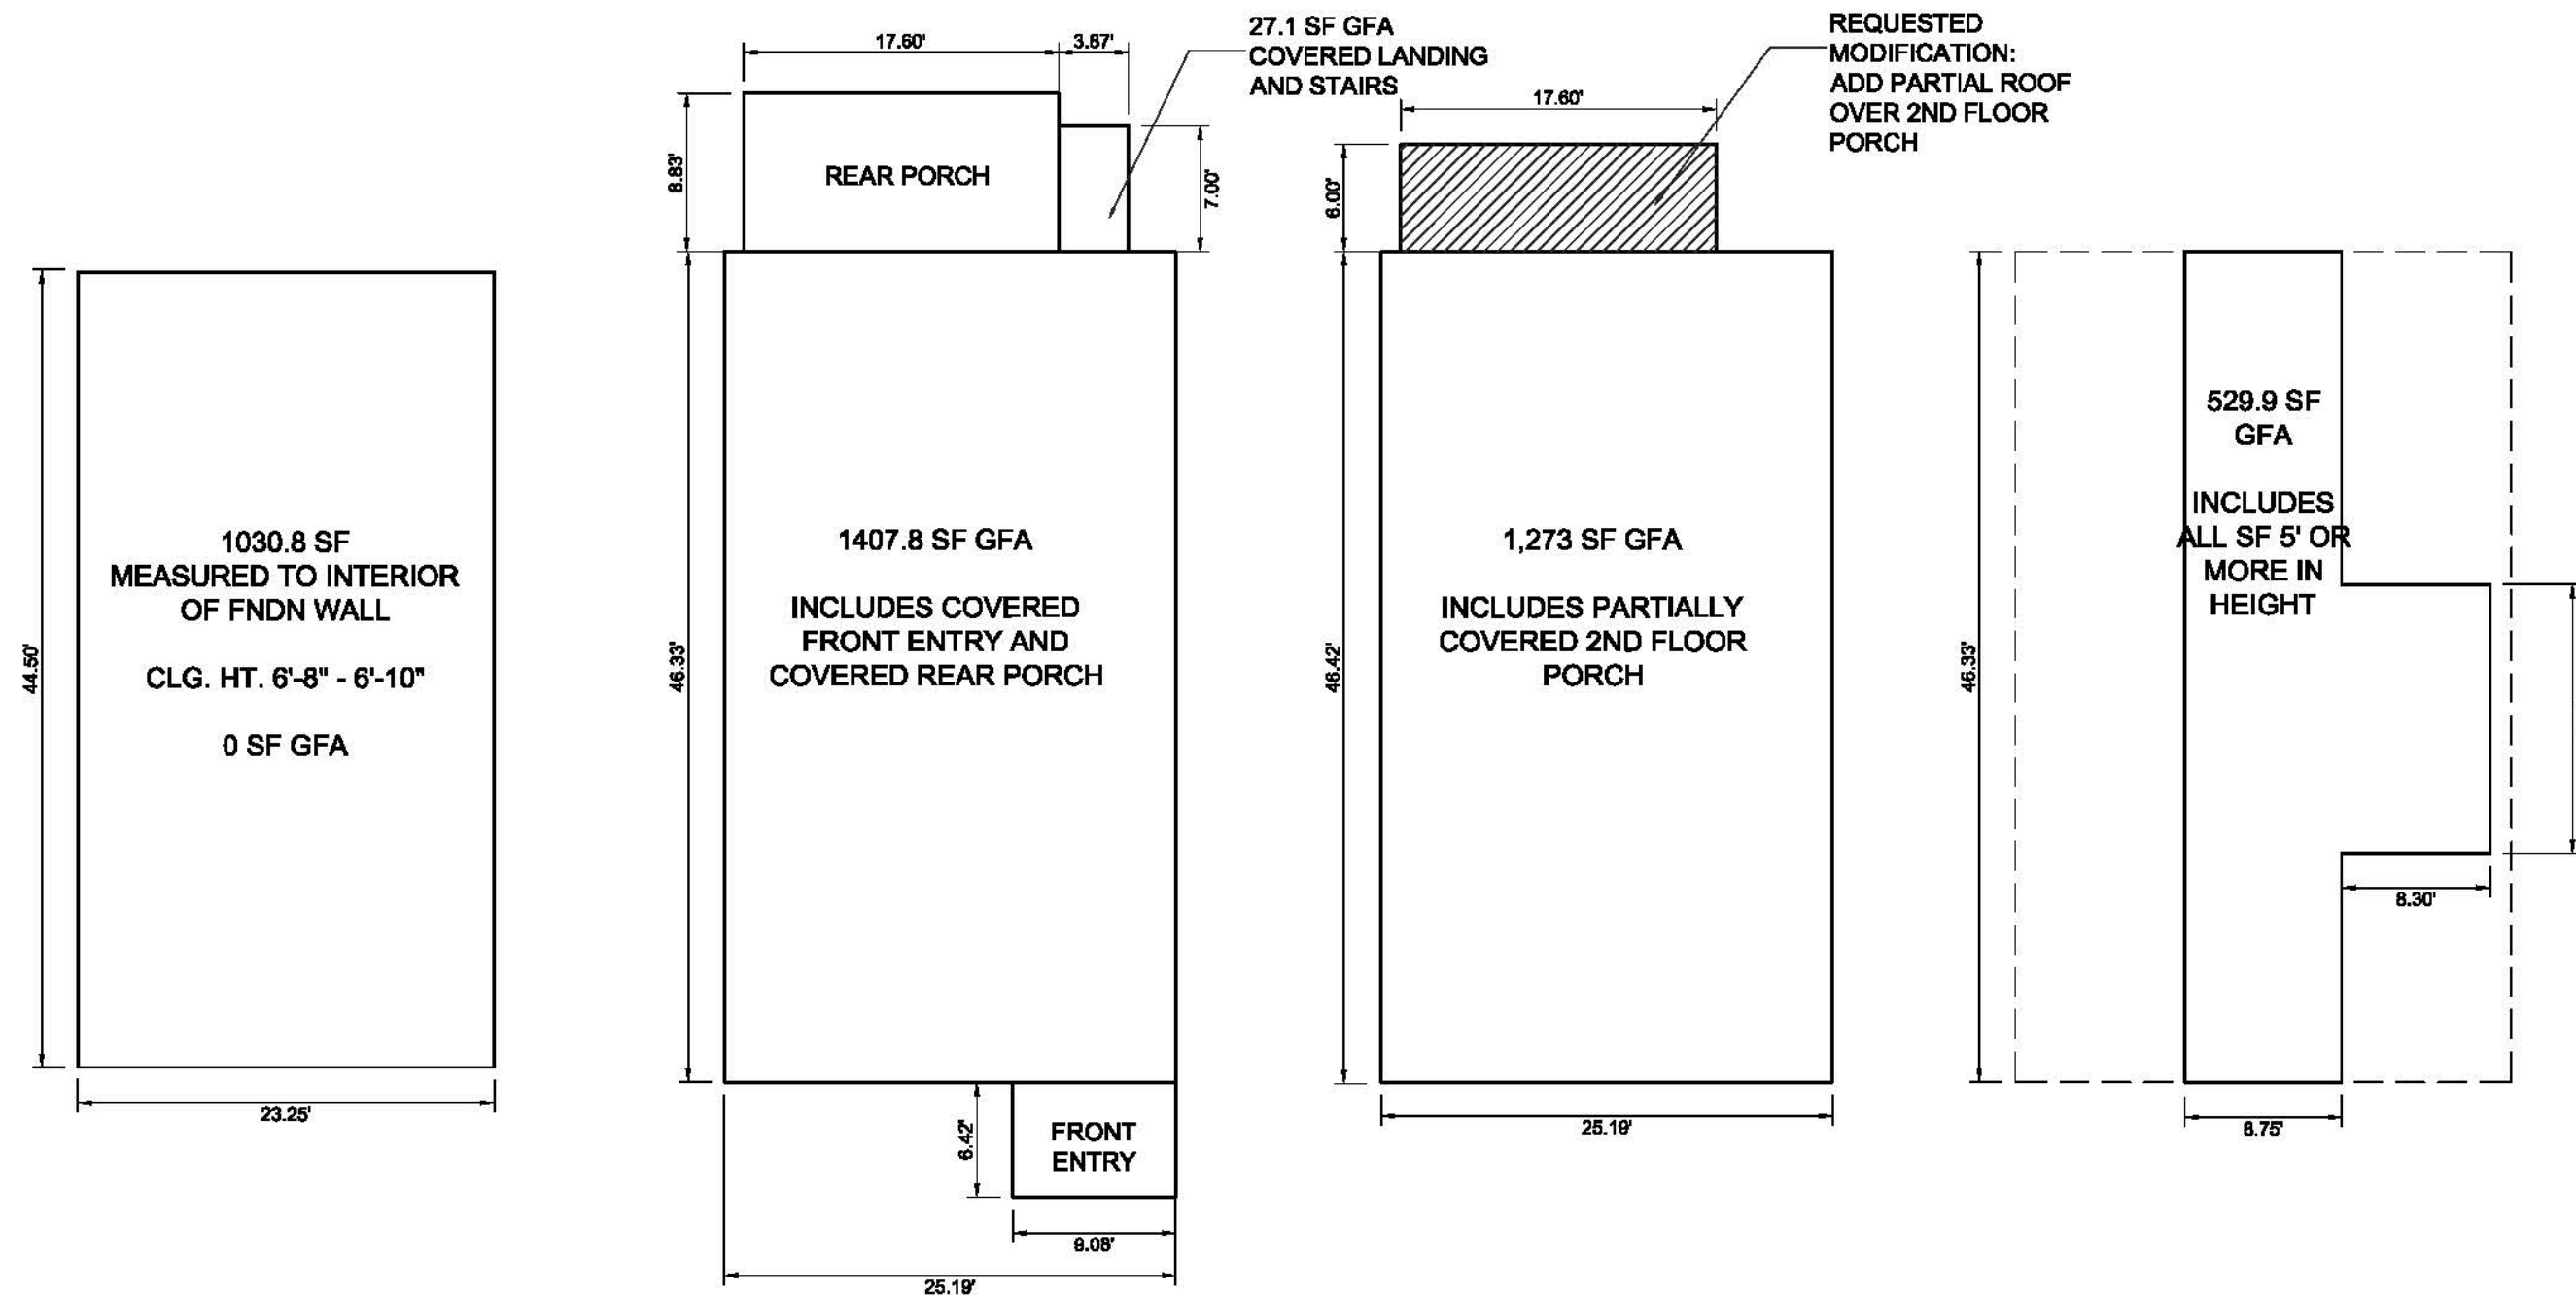 44.50'
1030.8 SF
MEASURED TO INTERIOR
OF FNDN WALL
CLG. HT. 6'-8" - 6'-10"
0 SF GFA
23.25'
17.60'
3.87'
27.1 SF GFA
COVERED LANDING
AND STAIRS
8.83'
REAR PORCH
7.00'
46.33'
1407.8 SF GFA
INCLUDES COVERED
FRONT ENTRY AND
COVERED REAR PORCH
6.42'
FRONT
ENTRY
9.08'
25.19'
REQUESTED
MODIFICATION:
ADD PARTIAL ROOF
OVER 2ND FLOOR
PORCH
17.60'
6.00'
46.42'
1,273 SF GFA
INCLUDES PARTIALLY
COVERED 2ND FLOOR
PORCH
25.19'
46.33'
529.9 SF
GFA
INCLUDES
ALL SF 5' OR
MORE IN
HEIGHT
8.30'
8.75'